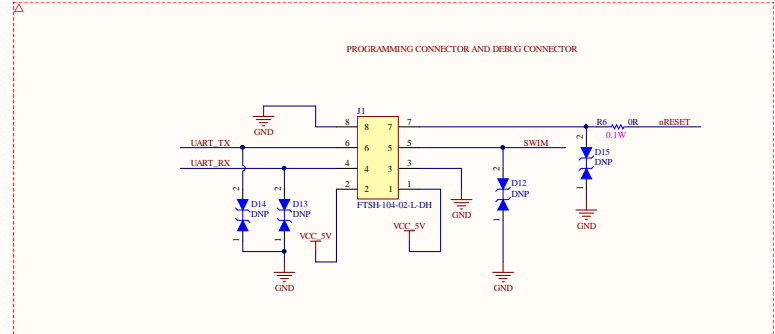 PROGRAMMING CONNECTOR AND DEBUG CONNECTOR
J1
GND
8 8 7 7
R6 0R nRESET
0.1W
UART_TX 6 6 5 5 SWIM
2 D15
DNP
1
UART_RX 4 4 3 3
2 2 1 1
FTSH-104-02-L-DH
2 D14
DNP
1
2 D13
DNP
1
VCC_5V
VCC_5V
GND
2 D12
DNP
1
GND
GND
GND